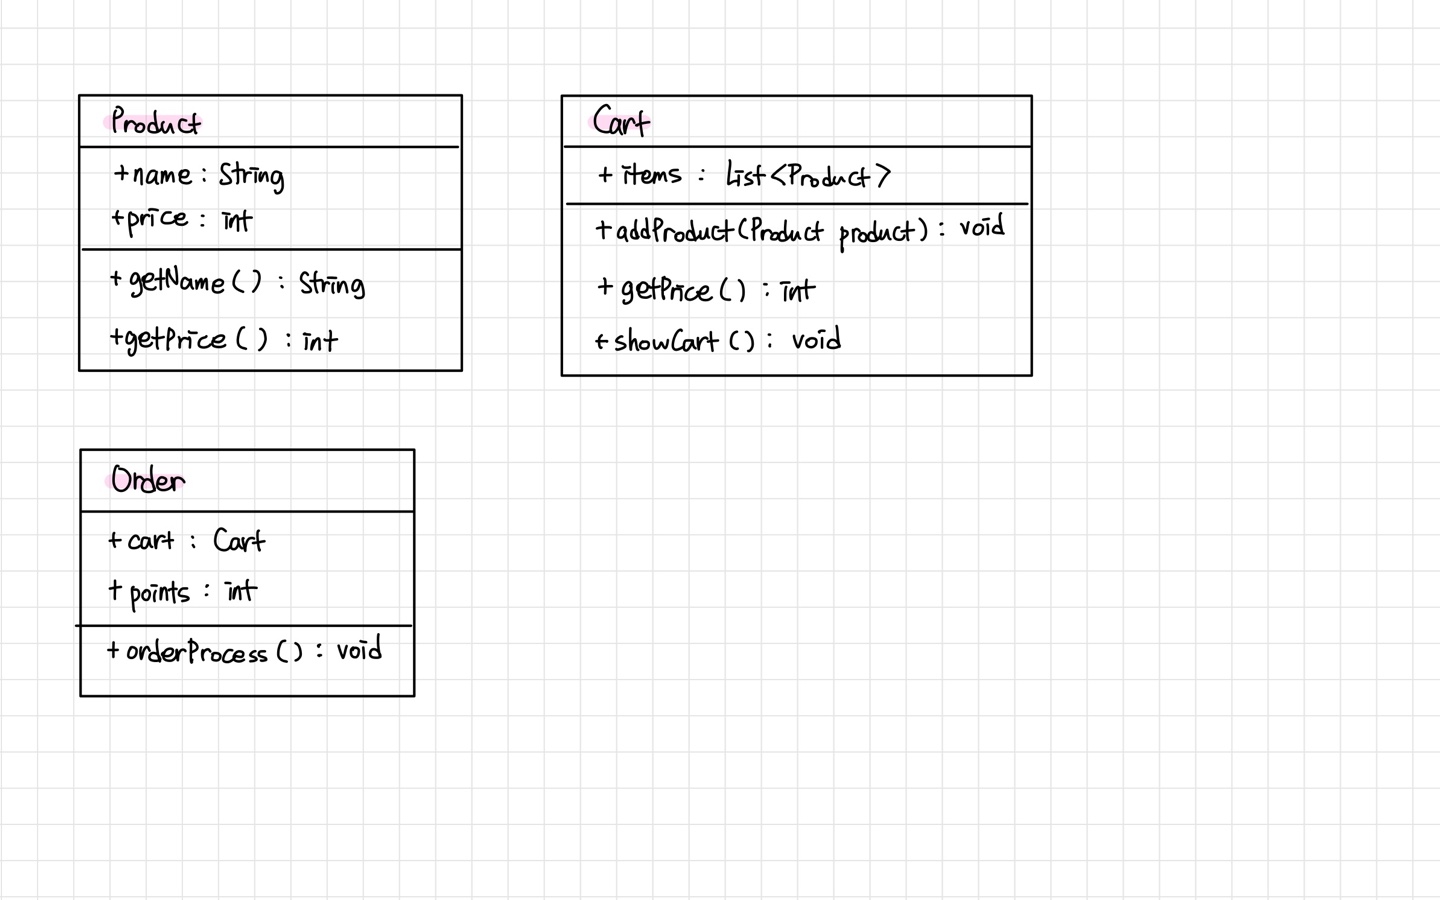 Product
+name : String
+price : int
+ getName ( ) : String
+getPrice ( ) : int
Cart
+ items : List<Product>
+addProduct(Product product) : void
+ getPrice ( ) : int
+ showCart ( ) : void
Order
+ cart : Cart
+ points : int
+ orderProcess ( ) : void